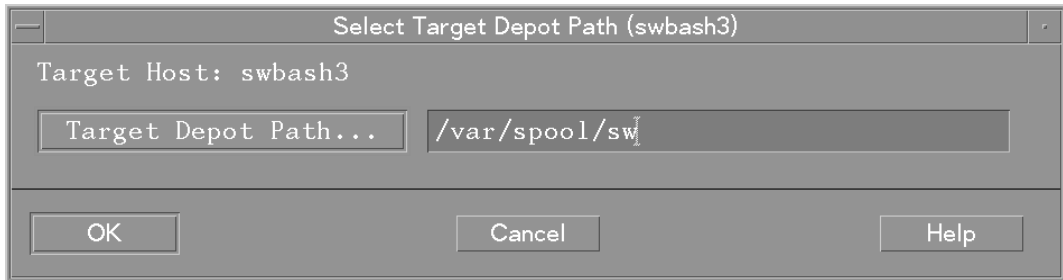 Select Target Depot Path (swbash3)
Target Host: swbash3
Target Depot Path... /var/spool/sw
OK Cancel Help